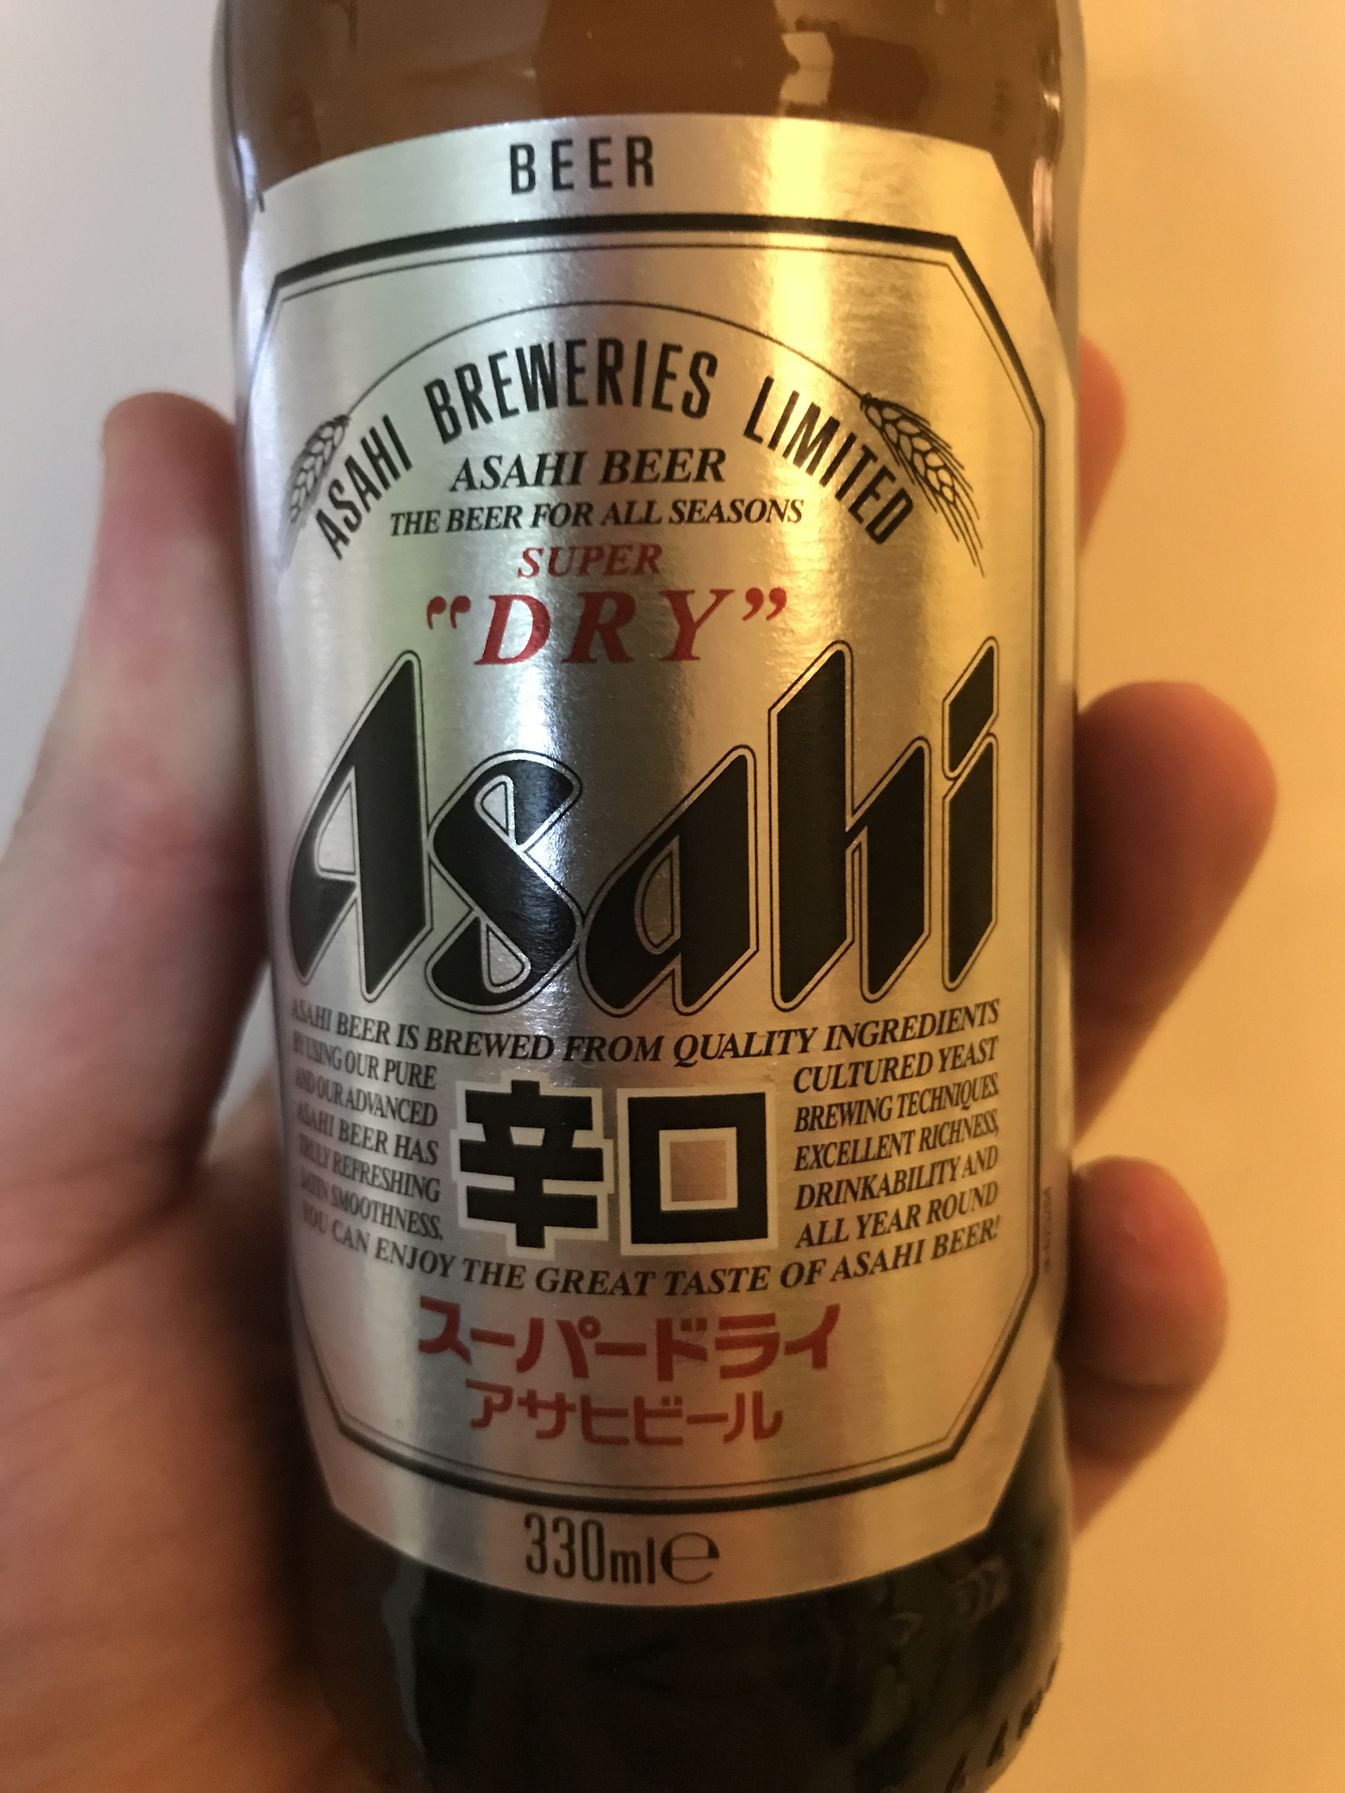 BEER
ASAHI BREWERIES LIMITED
ASAHI BEER
THE BEER FOR ALL SEASONS
SUPER
"DRY"
Asahi
ASAHI BEER IS BREWED FROM QUALITY INGREDIENTS
BY USING OUR PURE CULTURED YEAST
AND OUR ADVANCED BREWING TECHNIQUES.
ASAHI BEER HAS EXCELLENT RICHNESS,
TRULY REFRESHING DRINKABILITY AND
SATIN SMOOTHNESS. ALL YEAR ROUND
YOU CAN ENJOY THE GREAT TASTE OF ASAHI BEER!
辛口
スーパードライ
アサヒビール
330ml℮